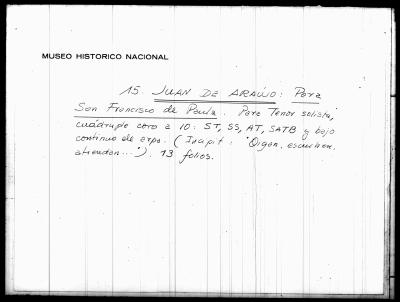 MUSEO HISTORICO NACIONAL
15. JUAN DE ARAUJO: Para
San Francisco de Paula. Para Tenor solista,
cuádruple coro a 10: ST, SS, AT, SATB y bajo
continuo de arpa. (Incipit: "Oigan, escuchen,
atiendan..."). 13 folios.